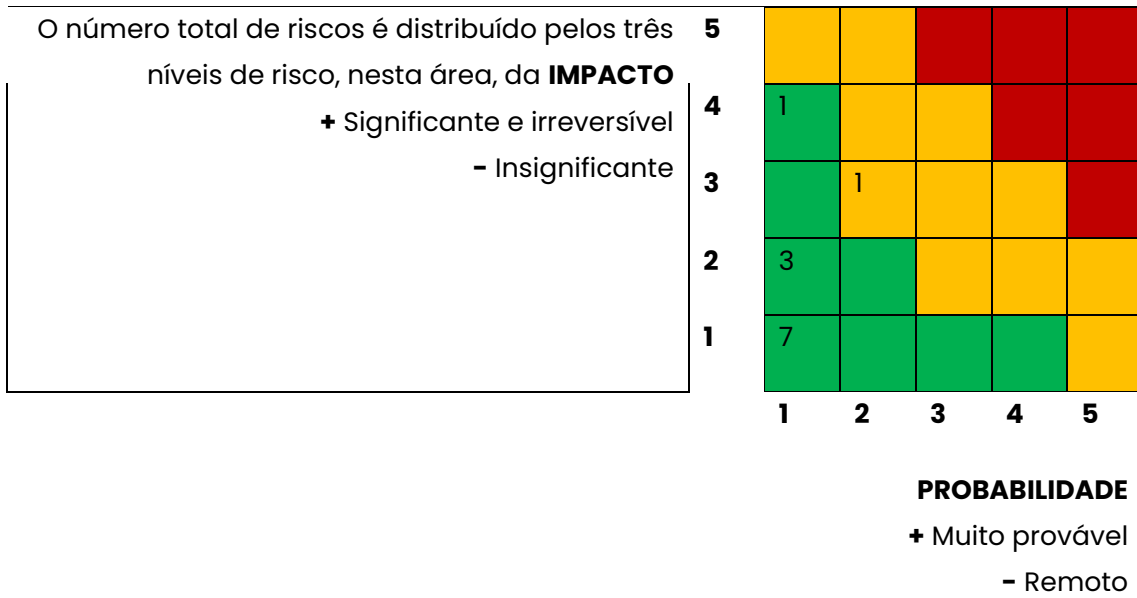 O número total de riscos é distribuído pelos três
níveis de risco, nesta área, da IMPACTO
+ Significante e irreversível
- Insignificante
5
4 1
3 1
2 3
1 7
1 2 3 4 5
PROBABILIDADE
+ Muito provável
- Remoto